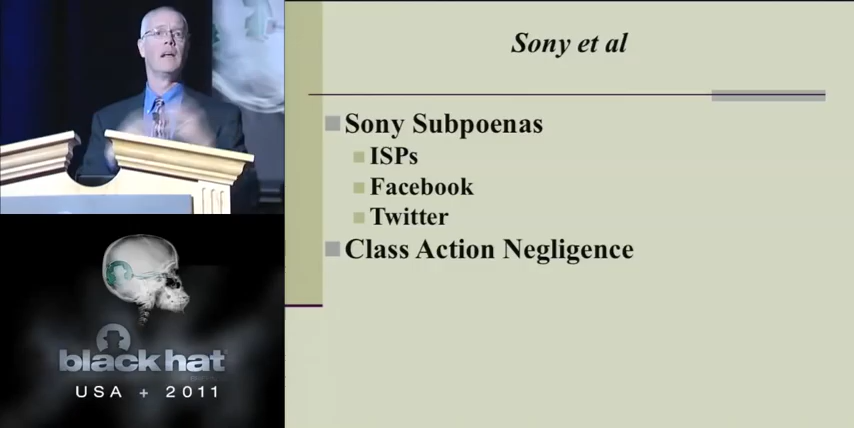 Sony et al
Sony Subpoenas
ISPs
Facebook
Twitter
Class Action Negligence
black hat
USA + 2011